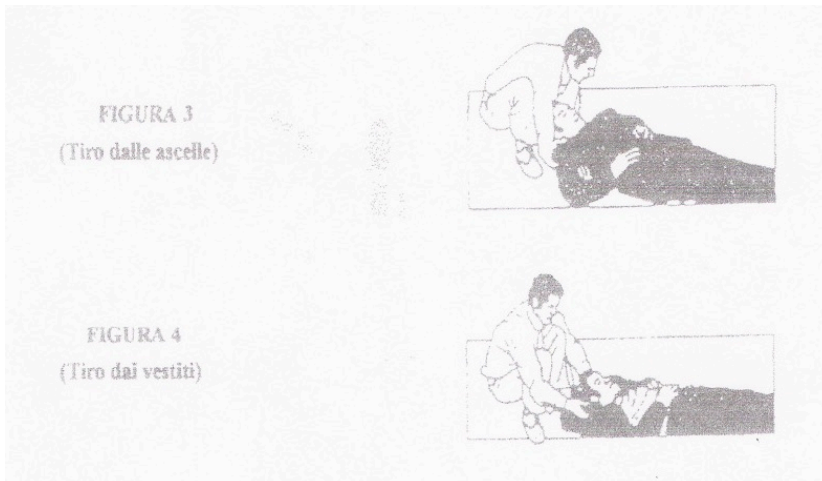 FIGURA 3
(Tiro dalle ascelle)
FIGURA 4
(Tiro dai vestiti)